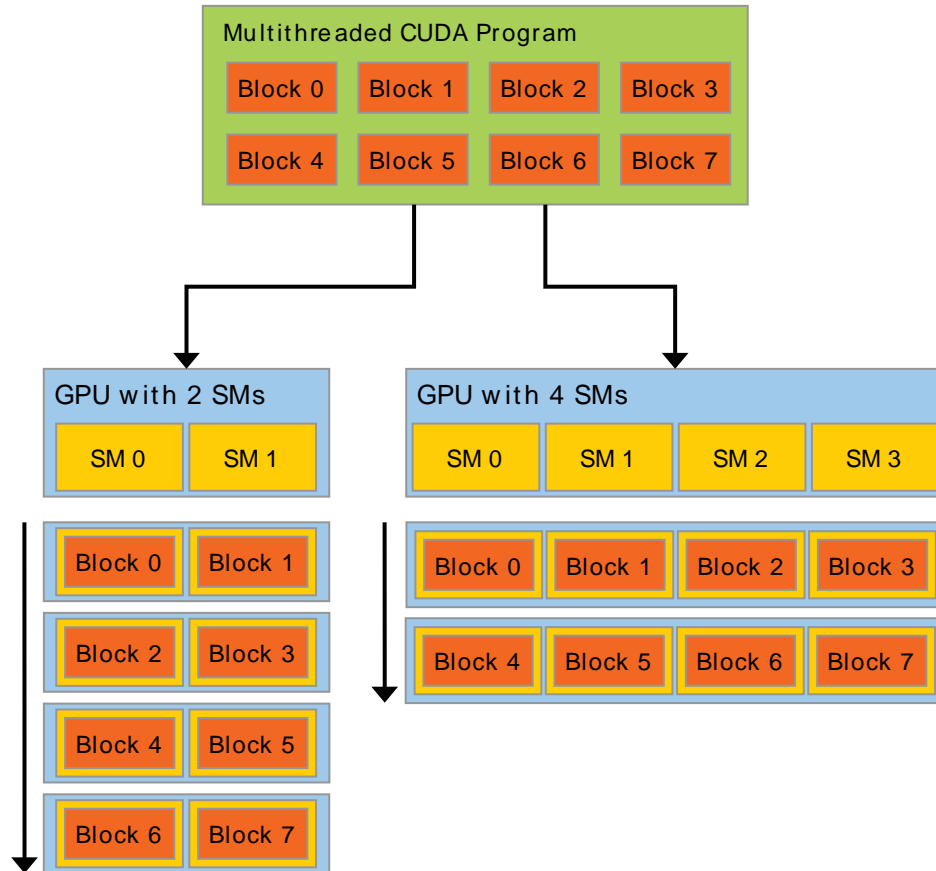 Multithreaded CUDA Program
Block 0 Block 1 Block 2 Block 3
Block 4 Block 5 Block 6 Block 7
GPU with 2 SMs
SM 0 SM 1
Block 0 Block 1
Block 2 Block 3
Block 4 Block 5
Block 6 Block 7
GPU with 4 SMs
SM 0 SM 1 SM 2 SM 3
Block 0 Block 1 Block 2 Block 3
Block 4 Block 5 Block 6 Block 7